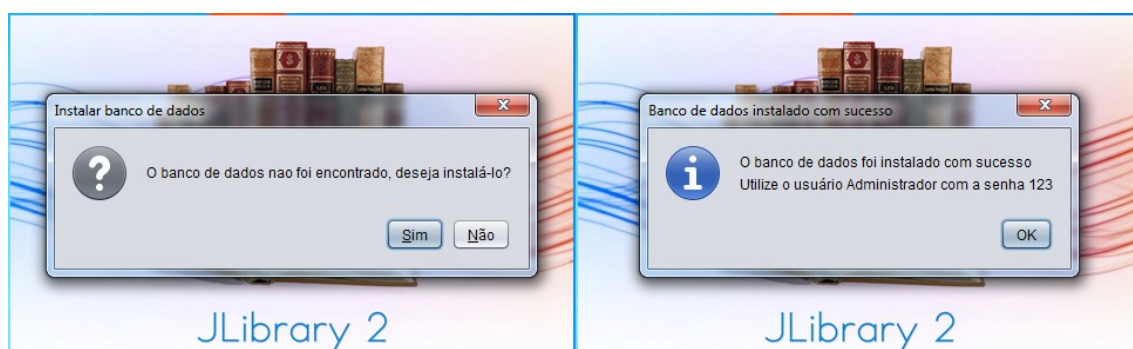 Instalar banco de dados
O banco de dados nao foi encontrado, deseja instalá-lo?
Sim
Não
JLibrary 2
Banco de dados instalado com sucesso
O banco de dados foi instalado com sucesso
Utilize o usuário Administrador com a senha 123
OK
JLibrary 2